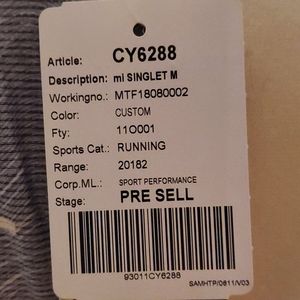 Article: CY6288
Description: mi SINGLET M
Workingno.: MTF18080002
Color: CUSTOM
Fty: 11O001
Sports Cat.: RUNNING
Range: 20182
Corp.ML.: SPORT PERFORMANCE
Stage: PRE SELL
93011CY6288
SAMHTP/0811/V03